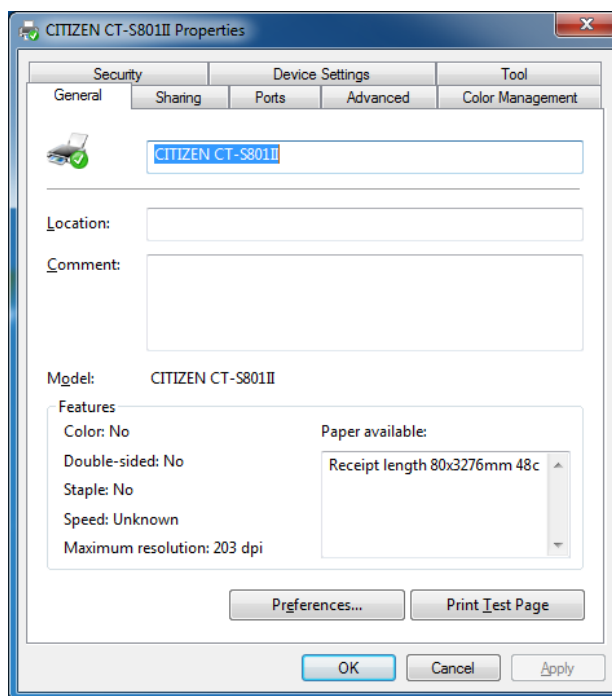 CITIZEN CT-S801II Properties
Security Device Settings Tool
General Sharing Ports Advanced Color Management
CITIZEN CT-S801II
Location:
Comment:
Model: CITIZEN CT-S801II
Features
Color: No Paper available:
Double-sided: No Receipt length 80x3276mm 48c
Staple: No
Speed: Unknown
Maximum resolution: 203 dpi
Preferences... Print Test Page
OK Cancel Apply